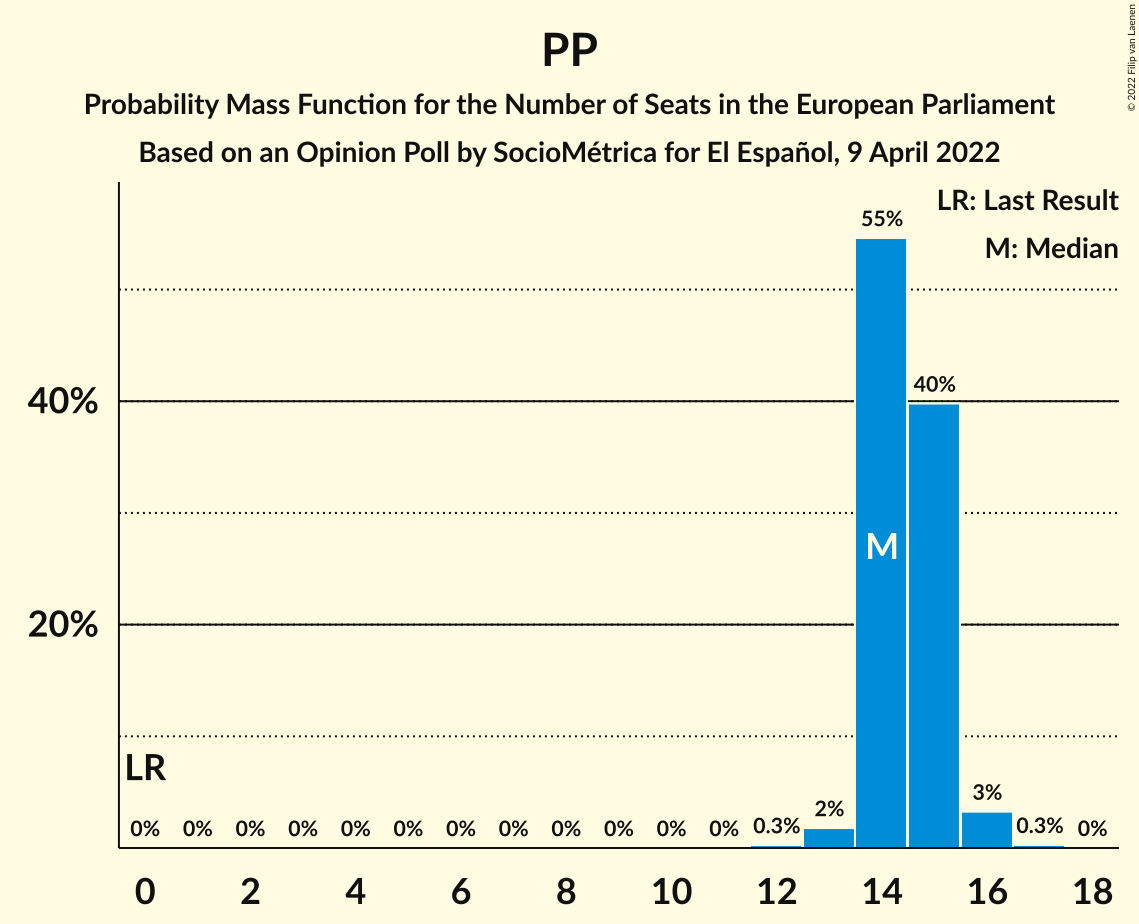 PP
Probability Mass Function for the Number of Seats in the European Parliament
Based on an Opinion Poll by SocioMétrica for El Español, 9 April 2022
© 2022 Filip van Laenen
LR: Last Result
M: Median
55%
40%
40%
M
20%
LR
0% 0% 0% 0% 0% 0% 0% 0% 0% 0% 0% 0% 0.3% 2% 3% 0.3% 0%
0 2 4 6 8 10 12 14 16 18